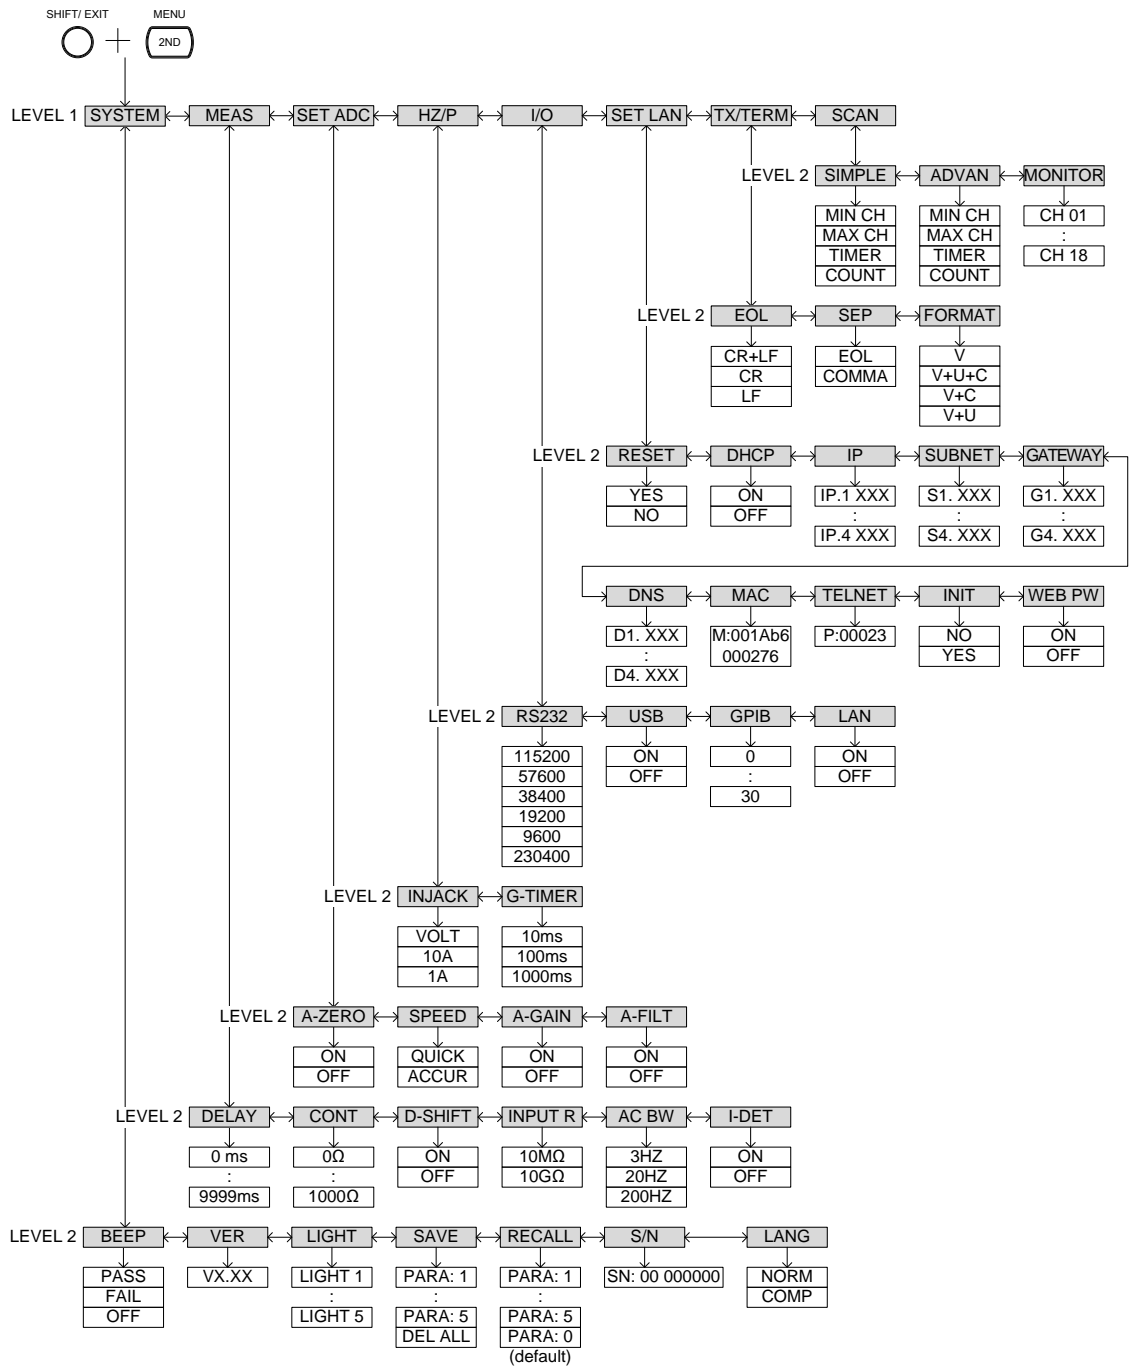 SHIFT/ EXIT MENU
2ND
LEVEL 1 SYSTEM MEAS SET ADC HZ/P I/O SET LAN TX/TERM SCAN
LEVEL 2 SIMPLE ADVAN MONITOR
MIN CH MIN CH CH 01
MAX CH MAX CH :
TIMER TIMER CH 18
COUNT COUNT
LEVEL 2 EOL SEP FORMAT
CR+LF EOL V
CR COMMA V+U+C
LF V+C
V+U
LEVEL 2 RESET DHCP IP SUBNET GATEWAY
YES ON IP.1 XXX S1. XXX G1. XXX
NO OFF : : :
IP.4 XXX S4. XXX G4. XXX
DNS MAC TELNET INIT WEB PW
D1. XXX M:001Ab6 P:00023 NO ON
: 000276 YES OFF
D4. XXX
LEVEL 2 RS232 USB GPIB LAN
115200 ON 0 ON
57600 OFF : OFF
38400 30
19200
9600
230400
LEVEL 2 INJACK G-TIMER
VOLT 10ms
10A 100ms
1A 1000ms
LEVEL 2 A-ZERO SPEED A-GAIN A-FILT
ON QUICK ON ON
OFF ACCUR OFF OFF
LEVEL 2 DELAY CONT D-SHIFT INPUT R AC BW I-DET
0 ms 0Ω ON 10MΩ 3HZ ON
: : OFF 10GΩ 20HZ OFF
9999ms 1000Ω 200HZ
LEVEL 2 BEEP VER LIGHT SAVE RECALL S/N LANG
PASS VX.XX LIGHT 1 PARA: 1 PARA: 1 SN: 00 000000 NORM
FAIL : : : COMP
OFF LIGHT 5 PARA: 5 PARA: 5
DEL ALL PARA: 0
(default)